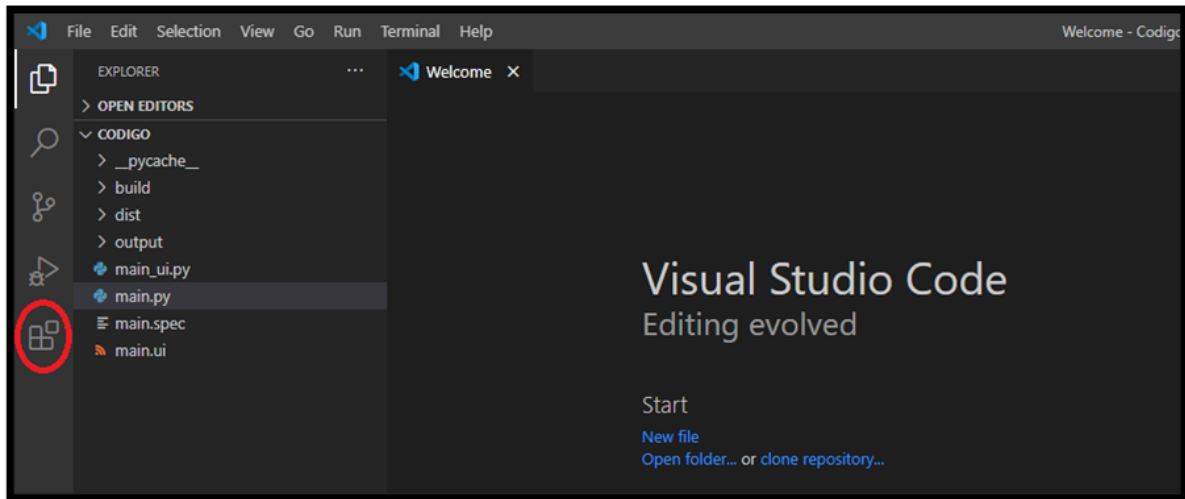 File Edit Selection View Go Run Terminal Help
Welcome - Codigo
EXPLORER
Welcome
OPEN EDITORS
CODIGO
__pycache__
build
dist
output
main_ui.py
main.py
main.spec
main.ui
Visual Studio Code
Editing evolved
Start
New file
Open folder... or clone repository...